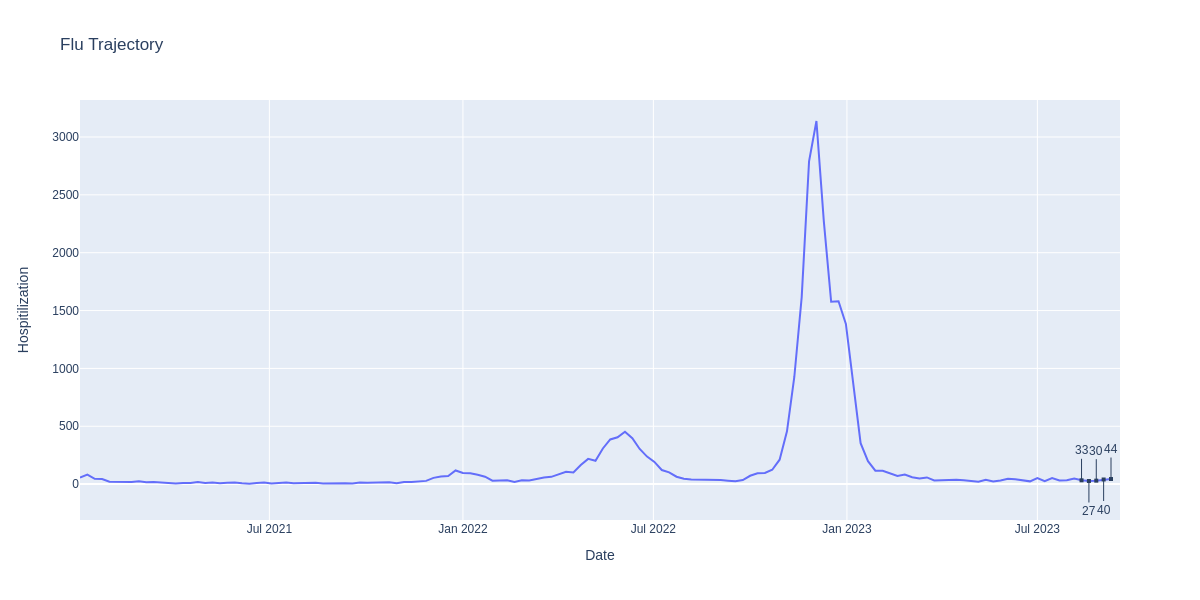 Flu Trajectory
Hospitilization
3000
2500
2000
1500
1000
500
0
33
30
44
27
40
Jul 2021
Jan 2022
Jul 2022
Jan 2023
Jul 2023
Date